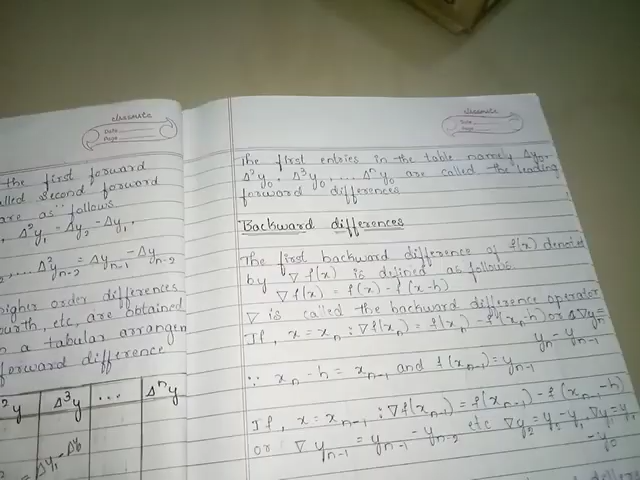 classmate
Date
Page
the first forward
alled second forward
are as follows
, Δ²y₁ = Δy₂ - Δy₁ .
,.... Δ²yₙ₋₂ = Δyₙ₋₁ - Δyₙ₋₂
higher order differences
ourth, etc, are obtained
n a tabular arrangem
forward difference
²y Δ³y ... Δⁿy
classmate
Date
Page
The first entries in the table namely Δy₀,
Δ²y₀, Δ³y₀, .... Δⁿy₀ are called the leading
forward differences
Backward differences
The first backward difference of f(x) denoted
by ∇ f(x) is defined as follows
∇ f(x) = f(x) - f(x-h)
∇ is called the backward difference operator
If, x = xₙ ; ∇f(xₙ) = f(xₙ) - f(xₙ-h) or ∇yₙ =
yₙ - yₙ₋₁
∵ xₙ - h = xₙ₋₁ and f(xₙ₋₁) = yₙ₋₁
If, x = xₙ₋₁ ; ∇f(xₙ₋₁) = f(xₙ₋₁) - f(xₙ₋₁-h)
or ∇ yₙ₋₁ = yₙ₋₁ - yₙ₋₂ etc ∇y₂ = y₂ - y₁, ∇y₁ = y₁
- y₀